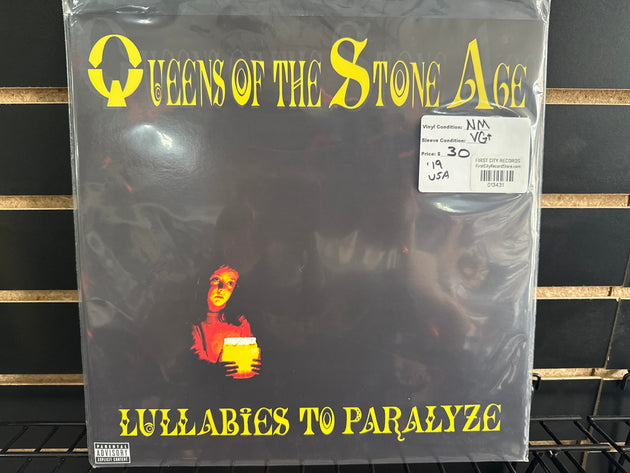 QUEENS OF THE STONE AGE
Vinyl Condition: NM
Sleeve Condition: VG+
Price: $ 30
'19
USA
FIRST CITY RECORDS
FirstCityRecordStore.com
013431
LULLABIES TO PARALYZE
PARENTAL
ADVISORY
EXPLICIT CONTENT